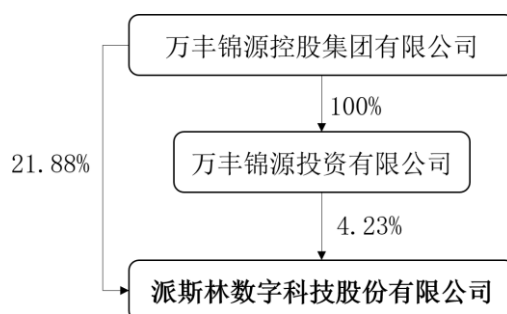 万丰锦源控股集团有限公司
100%
21.88%
万丰锦源投资有限公司
4.23%
派斯林数字科技股份有限公司